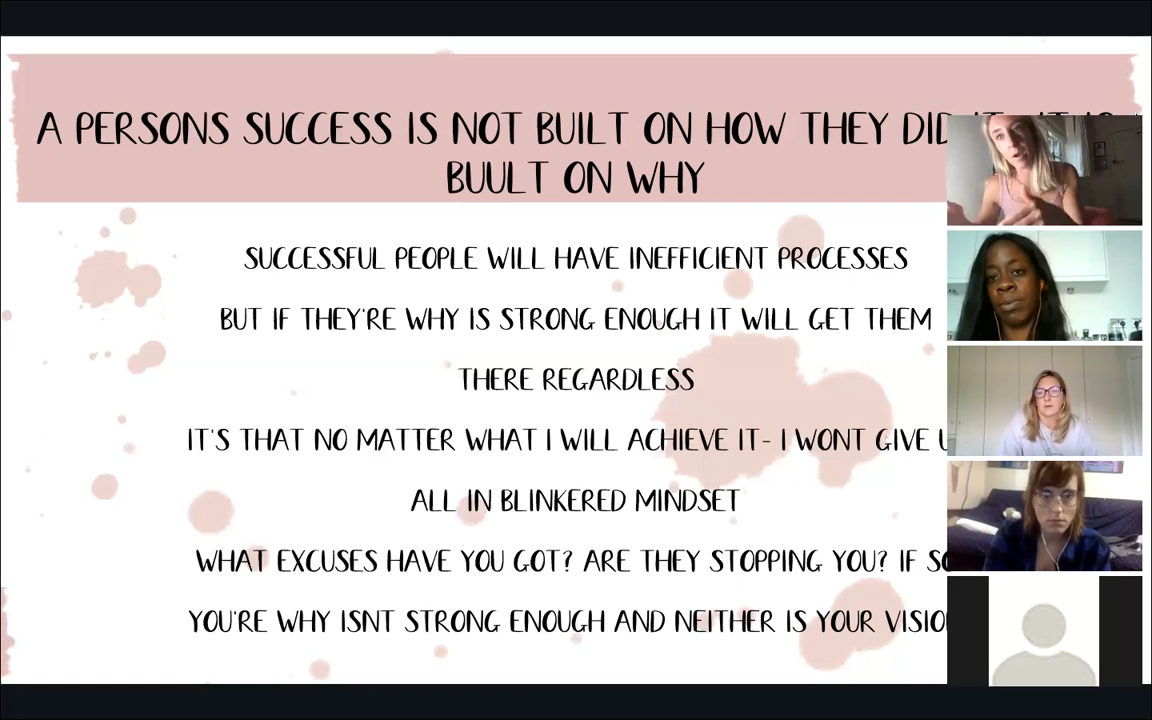 A PERSONS SUCCESS IS NOT BUILT ON HOW THEY DID
BUULT ON WHY
SUCCESSFUL PEOPLE WILL HAVE INEFFICIENT PROCESSES
BUT IF THEY'RE WHY IS STRONG ENOUGH IT WILL GET THEM
THERE REGARDLESS
IT'S THAT NO MATTER WHAT I WILL ACHIEVE IT- I WONT GIVE
ALL IN BLINKERED MINDSET
WHAT EXCUSES HAVE YOU GOT? ARE THEY STOPPING YOU? IF
YOU'RE WHY ISNT STRONG ENOUGH AND NEITHER IS YOUR